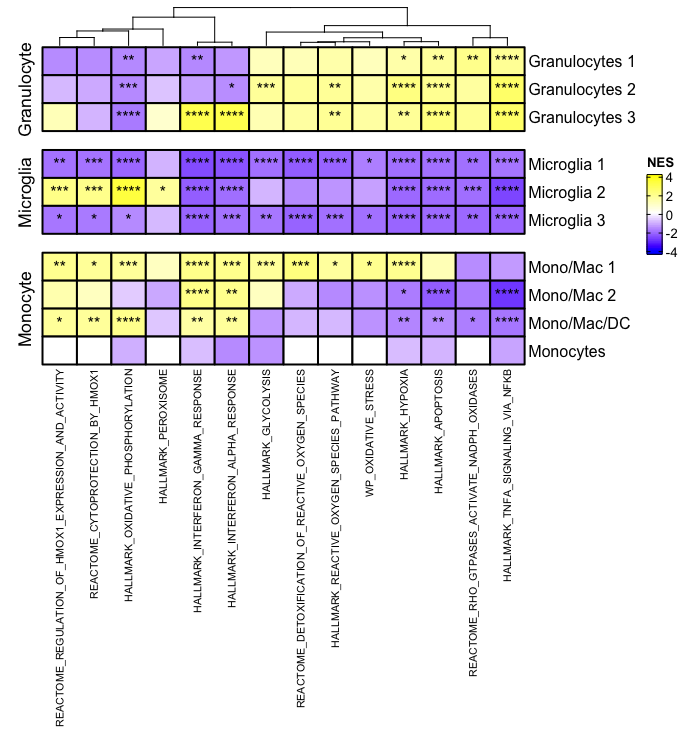 Granulocyte
** ** * ** ** ****
Granulocytes 1
*** * *** ** **** **** ****
Granulocytes 2
**** **** **** ** ** **** ****
Granulocytes 3
NES
4
2
0
-2
-4
Microglia
** *** **** **** **** **** **** **** * **** **** ** ****
Microglia 1
*** *** **** * **** **** **** **** *** ****
Microglia 2
* * * **** *** ** **** *** * **** **** ** ****
Microglia 3
Monocyte
** * *** **** *** *** *** * * ****
Mono/Mac 1
**** ** * **** ****
Mono/Mac 2
* ** **** ** ** ** ** * ****
Mono/Mac/DC
Monocytes
REACTOME_REGULATION_OF_HMOX1_EXPRESSION_AND_ACTIVITY
REACTOME_CYTOPROTECTION_BY_HMOX1
HALLMARK_OXIDATIVE_PHOSPHORYLATION
HALLMARK_PEROXISOME
HALLMARK_INTERFERON_GAMMA_RESPONSE
HALLMARK_INTERFERON_ALPHA_RESPONSE
HALLMARK_GLYCOLYSIS
REACTOME_DETOXIFICATION_OF_REACTIVE_OXYGEN_SPECIES
HALLMARK_REACTIVE_OXYGEN_SPECIES_PATHWAY
WP_OXIDATIVE_STRESS
HALLMARK_HYPOXIA
HALLMARK_APOPTOSIS
REACTOME_RHO_GTPASES_ACTIVATE_NADPH_OXIDASES
HALLMARK_TNFA_SIGNALING_VIA_NFKB